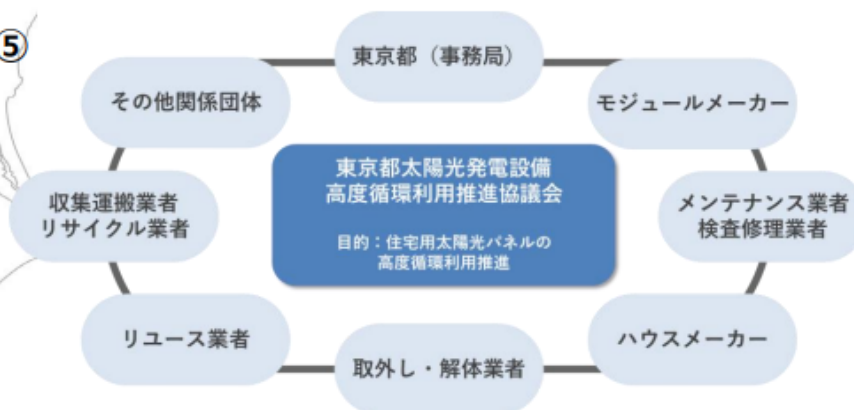 ⑤
東京都（事務局）
その他関係団体
モジュールメーカー
東京都太陽光発電設備
高度循環利用推進協議会
目的：住宅用太陽光パネルの
高度循環利用推進
収集運搬業者
リサイクル業者
メンテナンス業者
検査修理業者
リユース業者
ハウスメーカー
取外し・解体業者